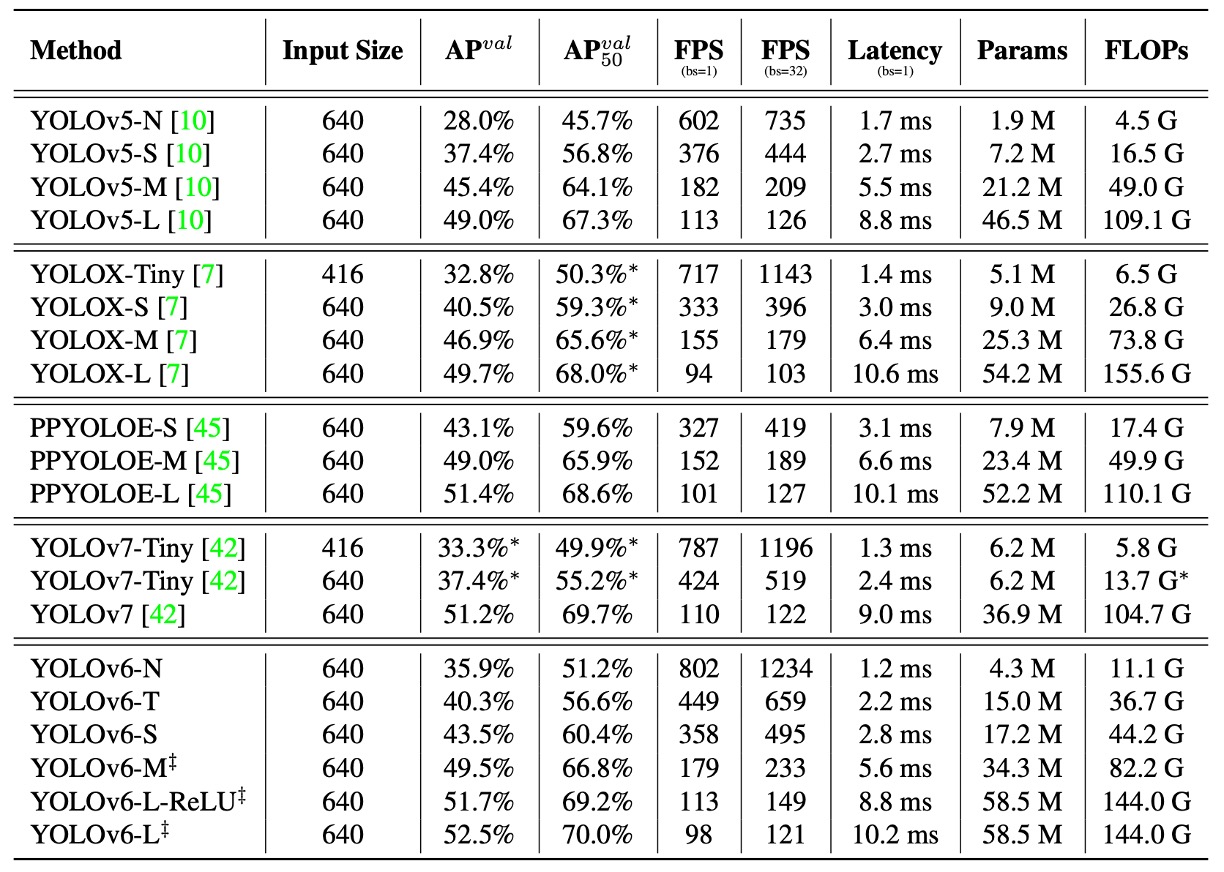 Method Input Size AP^val AP_50^val FPS (bs=1) FPS (bs=32) Latency (bs=1) Params FLOPs
YOLOv5-N [10] 640 28.0% 45.7% 602 735 1.7 ms 1.9 M 4.5 G
YOLOv5-S [10] 640 37.4% 56.8% 376 444 2.7 ms 7.2 M 16.5 G
YOLOv5-M [10] 640 45.4% 64.1% 182 209 5.5 ms 21.2 M 49.0 G
YOLOv5-L [10] 640 49.0% 67.3% 113 126 8.8 ms 46.5 M 109.1 G
YOLOX-Tiny [7] 416 32.8% 50.3%* 717 1143 1.4 ms 5.1 M 6.5 G
YOLOX-S [7] 640 40.5% 59.3%* 333 396 3.0 ms 9.0 M 26.8 G
YOLOX-M [7] 640 46.9% 65.6%* 155 179 6.4 ms 25.3 M 73.8 G
YOLOX-L [7] 640 49.7% 68.0%* 94 103 10.6 ms 54.2 M 155.6 G
PPYOLOE-S [45] 640 43.1% 59.6% 327 419 3.1 ms 7.9 M 17.4 G
PPYOLOE-M [45] 640 49.0% 65.9% 152 189 6.6 ms 23.4 M 49.9 G
PPYOLOE-L [45] 640 51.4% 68.6% 101 127 10.1 ms 52.2 M 110.1 G
YOLOv7-Tiny [42] 416 33.3%* 49.9%* 787 1196 1.3 ms 6.2 M 5.8 G
YOLOv7-Tiny [42] 640 37.4%* 55.2%* 424 519 2.4 ms 6.2 M 13.7 G*
YOLOv7 [42] 640 51.2% 69.7% 110 122 9.0 ms 36.9 M 104.7 G
YOLOv6-N 640 35.9% 51.2% 802 1234 1.2 ms 4.3 M 11.1 G
YOLOv6-T 640 40.3% 56.6% 449 659 2.2 ms 15.0 M 36.7 G
YOLOv6-S 640 43.5% 60.4% 358 495 2.8 ms 17.2 M 44.2 G
YOLOv6-M‡ 640 49.5% 66.8% 179 233 5.6 ms 34.3 M 82.2 G
YOLOv6-L-ReLU‡ 640 51.7% 69.2% 113 149 8.8 ms 58.5 M 144.0 G
YOLOv6-L‡ 640 52.5% 70.0% 98 121 10.2 ms 58.5 M 144.0 G